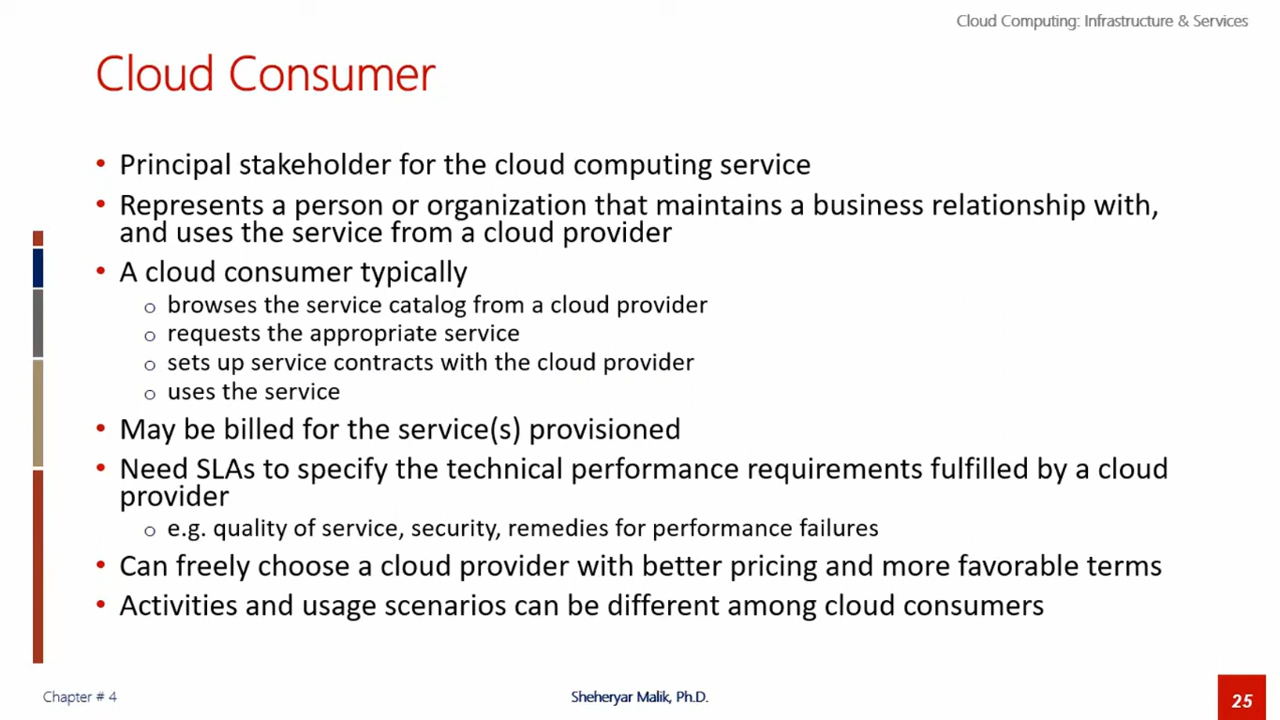 Cloud Computing: Infrastructure & Services
Cloud Consumer
• Principal stakeholder for the cloud computing service
• Represents a person or organization that maintains a business relationship with,
and uses the service from a cloud provider
• A cloud consumer typically
o browses the service catalog from a cloud provider
o requests the appropriate service
o sets up service contracts with the cloud provider
o uses the service
• May be billed for the service(s) provisioned
• Need SLAs to specify the technical performance requirements fulfilled by a cloud
provider
o e.g. quality of service, security, remedies for performance failures
• Can freely choose a cloud provider with better pricing and more favorable terms
• Activities and usage scenarios can be different among cloud consumers
Chapter # 4
Sheheryar Malik, Ph.D.
25